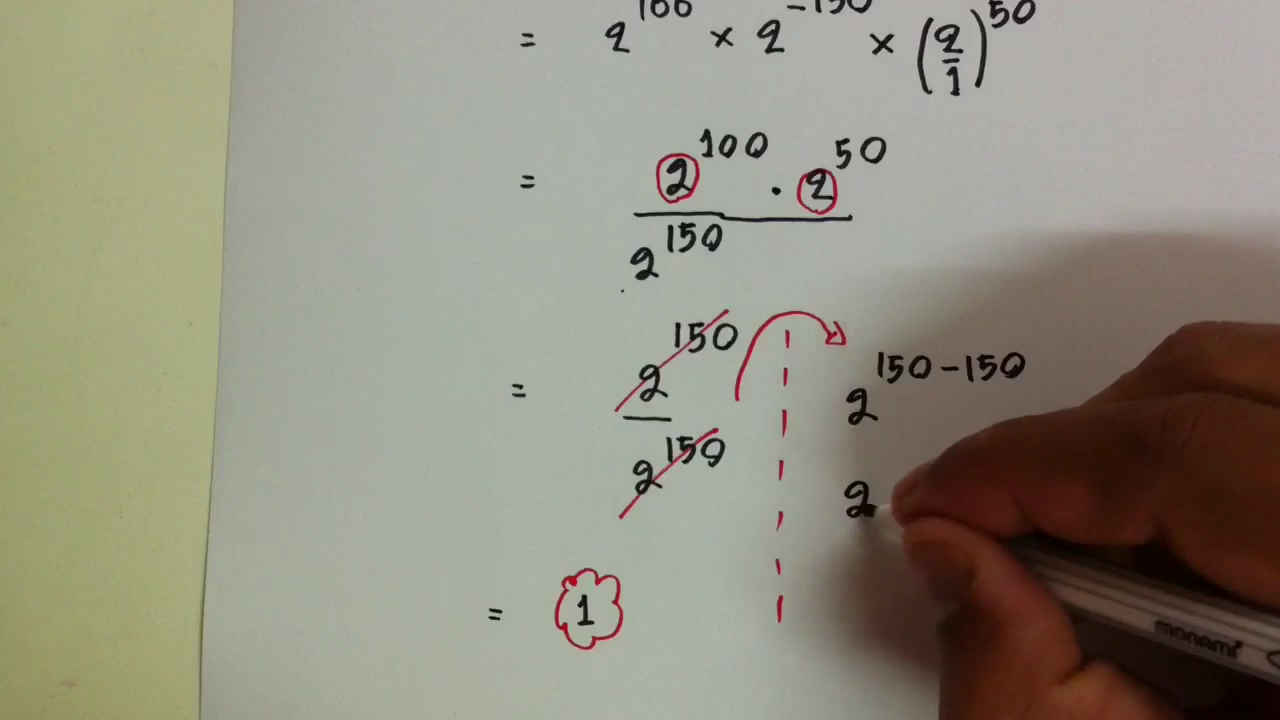 = 2^100 × 2^-150 × (2/1)^50
= (2^100 · 2^50)/2^150
= 2^150/2^150
2^150-150
2
= 1
monami